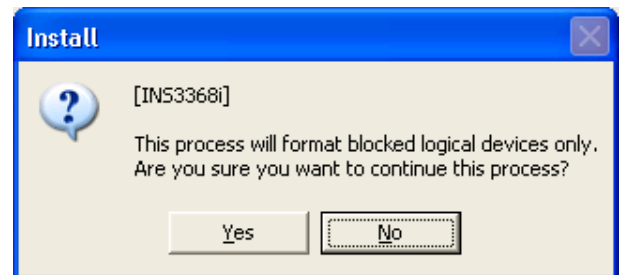 Install
[INS3368i]
This process will format blocked logical devices only.
Are you sure you want to continue this process?
Yes
No